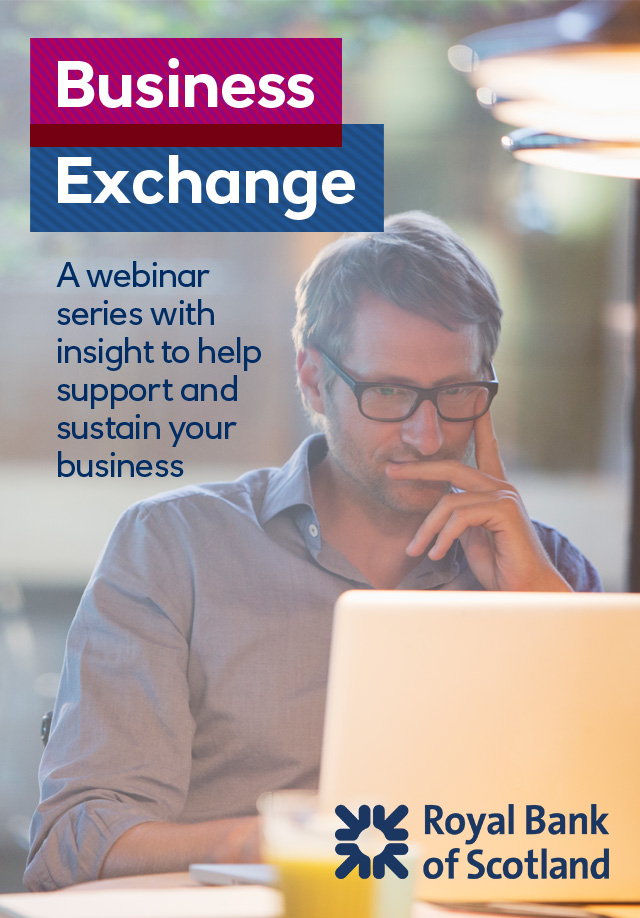 Business
Exchange
A webinar
series with
insight to help
support and
sustain your
business
Royal Bank
of Scotland